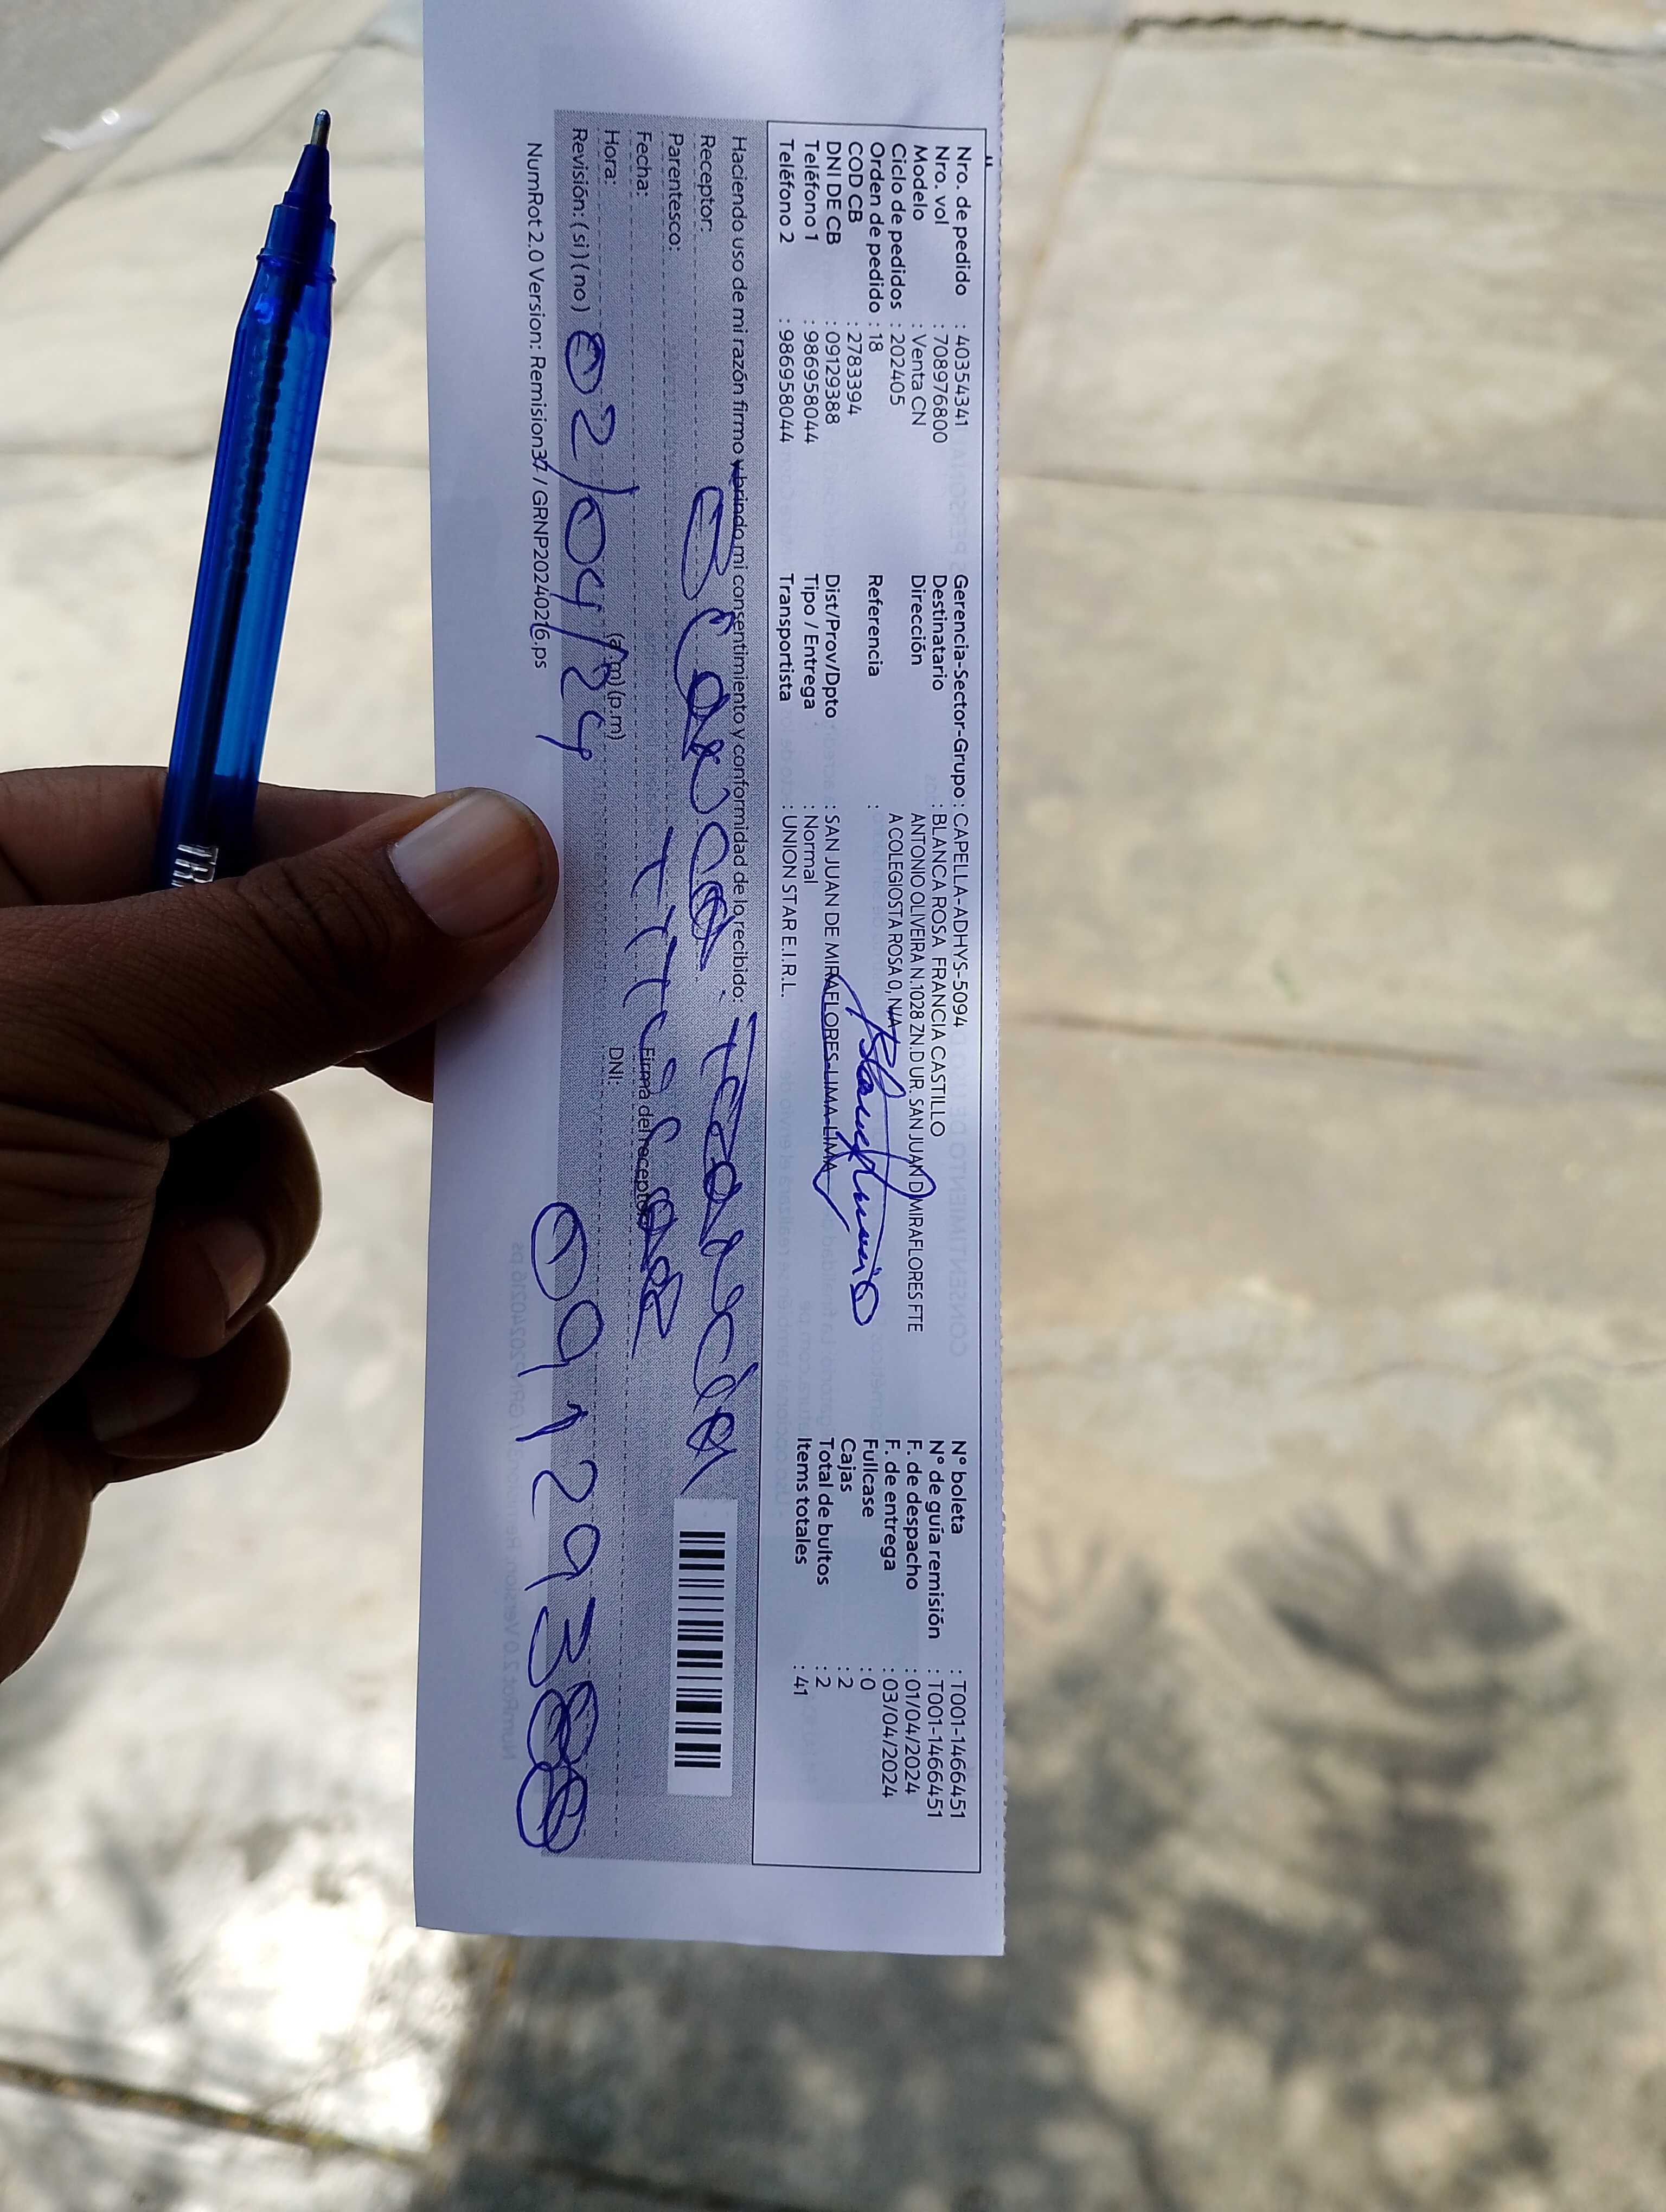 Nro. de pedido : 40354341 Gerencia-Sector-Grupo : CAPELLA-ADHYS-5094 N° boleta : T001-1466451
Nro. vol : 708976800 Destinatario : BLANCA ROSA FRANCIA CASTILLO N° de guía remisión : T001-1466451
Modelo : Venta CN Dirección ANTONIO OLIVEIRA N.1028 ZN.D UR. SAN JUAN D MIRAFLORES FTE F. de despacho : 01/04/2024
Ciclo de pedidos : 202405 A COLEGIOSTA ROSA 0, N/A F. de entrega : 03/04/2024
Orden de pedido : 18 Referencia : Fullcase : 0
COD CB : 2783394 Cajas : 2
DNI DE CB : 09129388 Dist/Prov/Dpto : SAN JUAN DE MIRAFLORES-LIMA-LIMA Total de bultos : 2
Teléfono 1 : 986958044 Tipo / Entrega : Normal Items totales : 41
Teléfono 2 : 986958044 Transportista : UNION STAR E.I.R.L.
Haciendo uso de mi razón firmo y brindo mi consentimiento y conformidad de lo recibido:
Receptor: Blanca Francia
Parentesco: Titular
Fecha: Firma del receptor
Hora: (a.m) (p.m) DNI:
Revisión: (si) (no) 02/04/24 09129388
NumRot 2.0 Version: Remision37 / GRNP20240216.ps